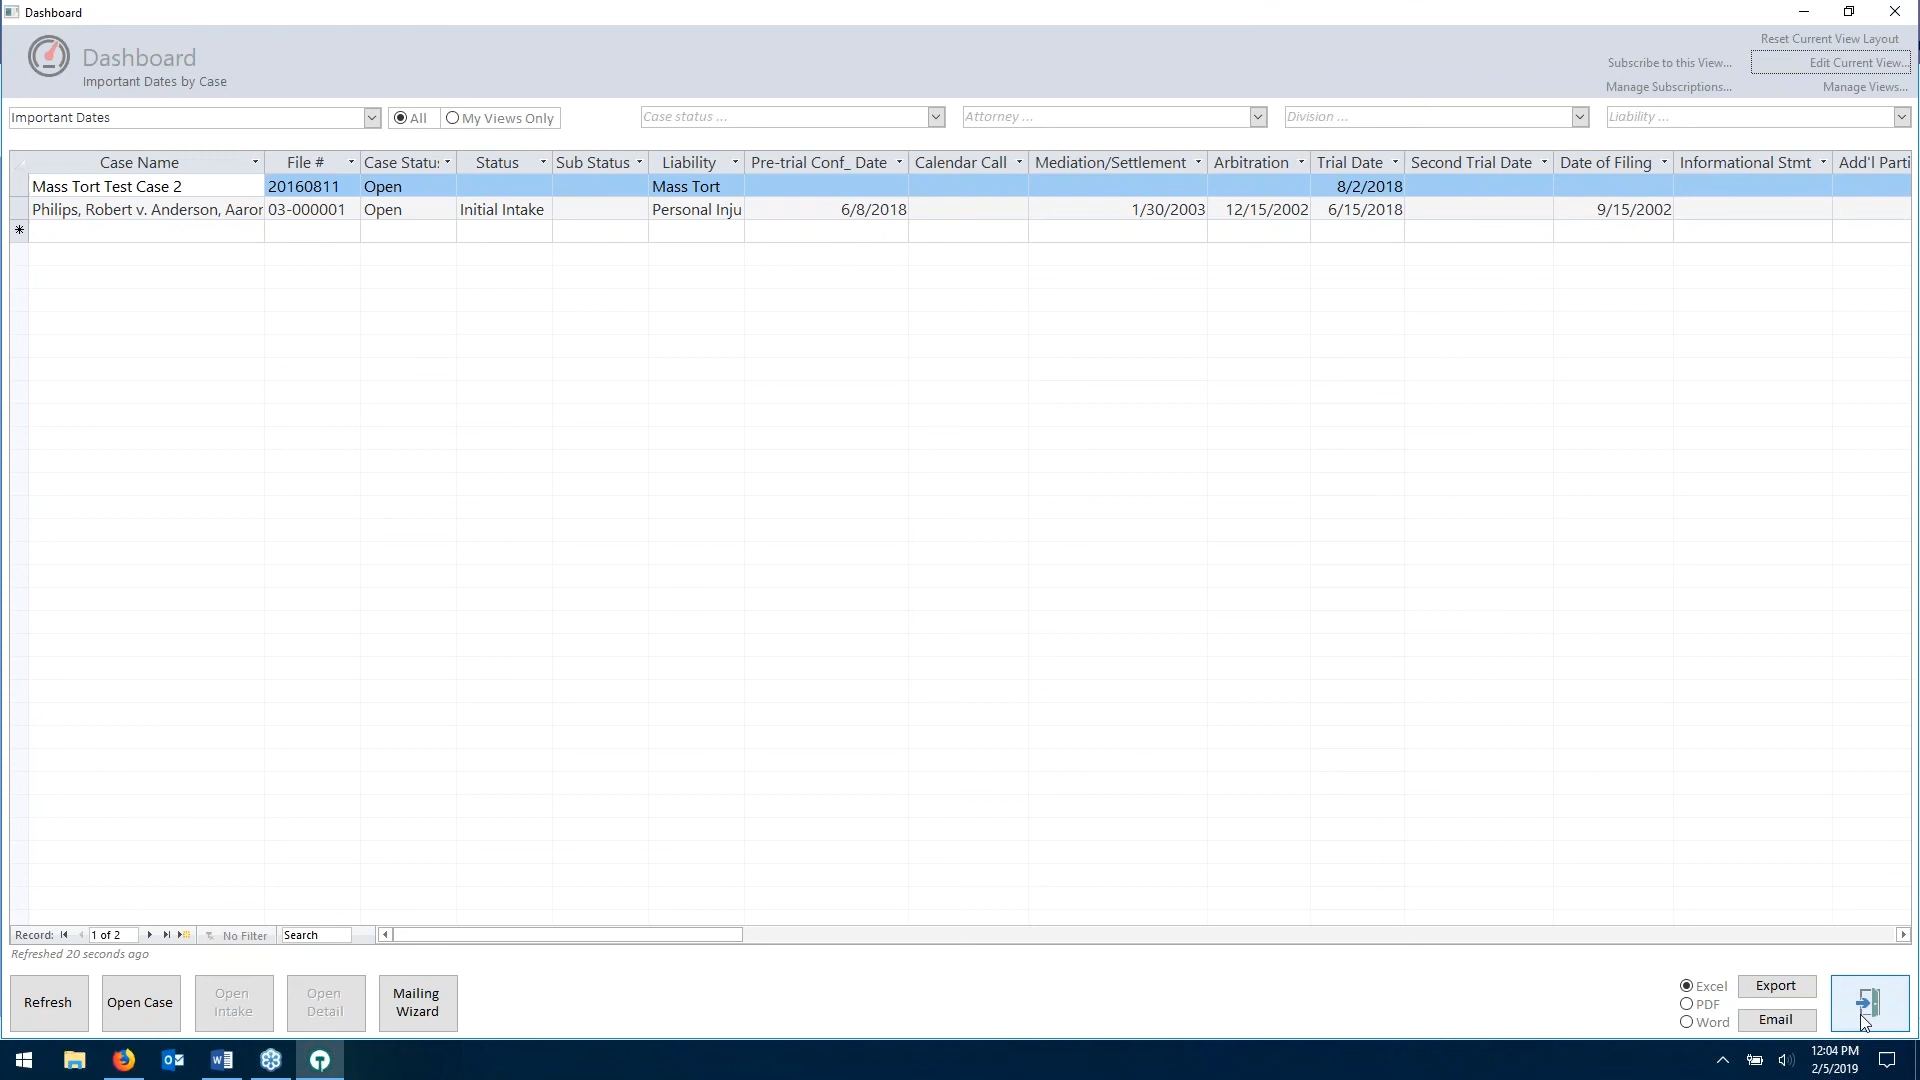 Dashboard
Dashboard
Important Dates by Case
Reset Current View Layout
Subscribe to this View...
Edit Current View...
Manage Subscriptions...
Manage Views...
Important Dates
All
My Views Only
Case status ...
Attorney ...
Division ...
Liability ...
Case Name File # Case Statu: Status Sub Status Liability Pre-trial Conf_ Date Calendar Call Mediation/Settlement Arbitration Trial Date Second Trial Date Date of Filing Informational Stmt Add'l Parti
Mass Tort Test Case 2 20160811 Open Mass Tort 8/2/2018
Philips, Robert v. Anderson, Aaror 03-000001 Open Initial Intake Personal Inju 6/8/2018 1/30/2003 12/15/2002 6/15/2018 9/15/2002
Record: 1 of 2 No Filter Search
Refreshed 20 seconds ago
Refresh
Open Case
Open
Intake
Open
Detail
Mailing
Wizard
Excel
PDF
Word
Export
Email
12:04 PM
2/5/2019